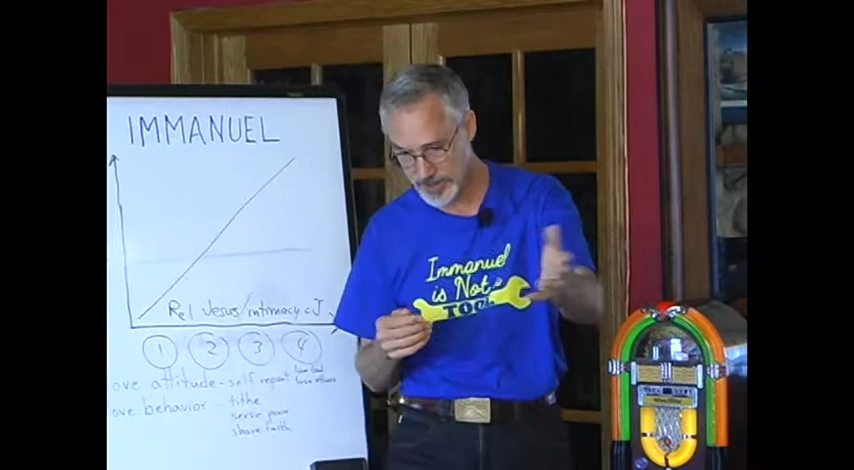 IMMANUEL
Rel Jesus/intimacy c J
1 2 3 4
ove attitude - self repeat love God
love others
ove behavior tithe
serve poor
share faith
Immanuel
is Not
a TOOL